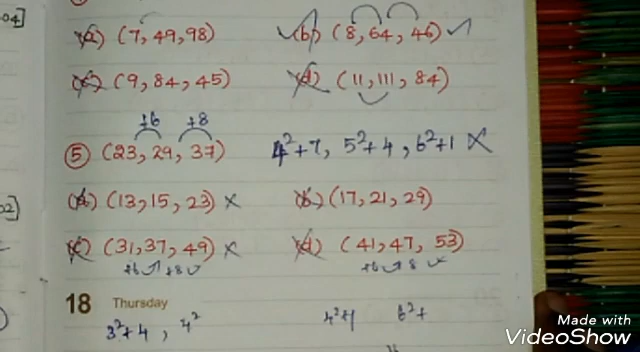 04]
(a) (7, 49, 98) (b) (8, 64, 46) ✓
(c) (9, 84, 45) (d) (11, 111, 84)
+6 +8
5 (23, 29, 37) 4²+7, 5²+4, 6²+1 ×
(a) (13, 15, 23) × (b) (17, 21, 29)
02]
(c) (31, 37, 49) × (d) (41, 47, 53)
+6 +8 +6 8
18 Thursday
3²+4, 4² 4²+1 6²+
Made with
VideoShow